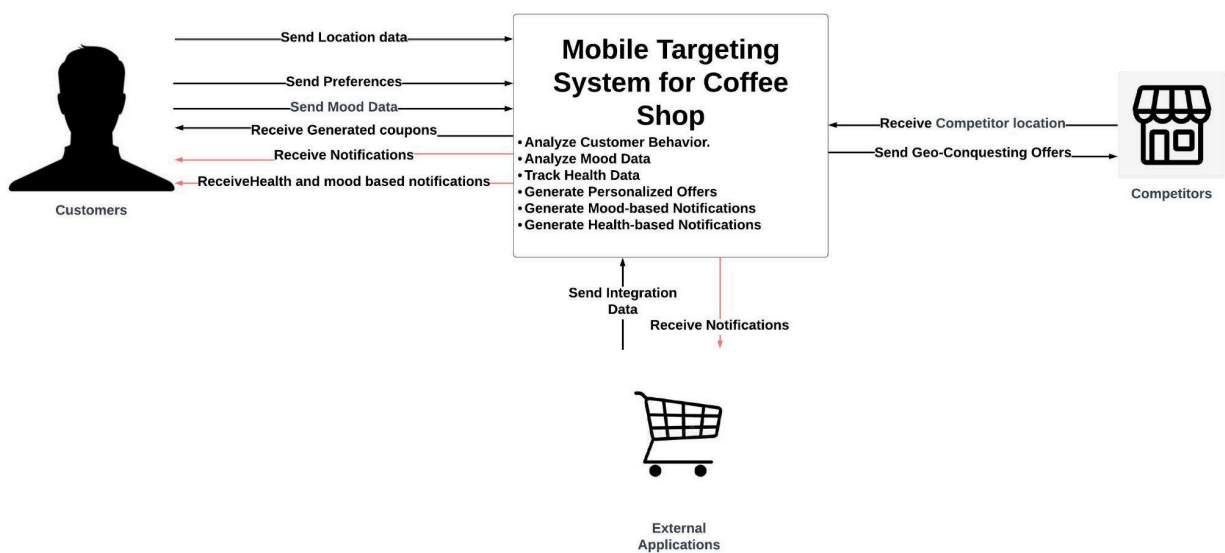 Send Location data
Send Preferences
Send Mood Data
Receive Generated coupons
Receive Notifications
ReceiveHealth and mood based notifications
Customers
Mobile Targeting
System for Coffee
Shop
• Analyze Customer Behavior.
• Analyze Mood Data
• Track Health Data
• Generate Personalized Offers
• Generate Mood-based Notifications
• Generate Health-based Notifications
Receive Competitor location
Send Geo-Conquesting Offers
Competitors
Send Integration
Data
Receive Notifications
External
Applications